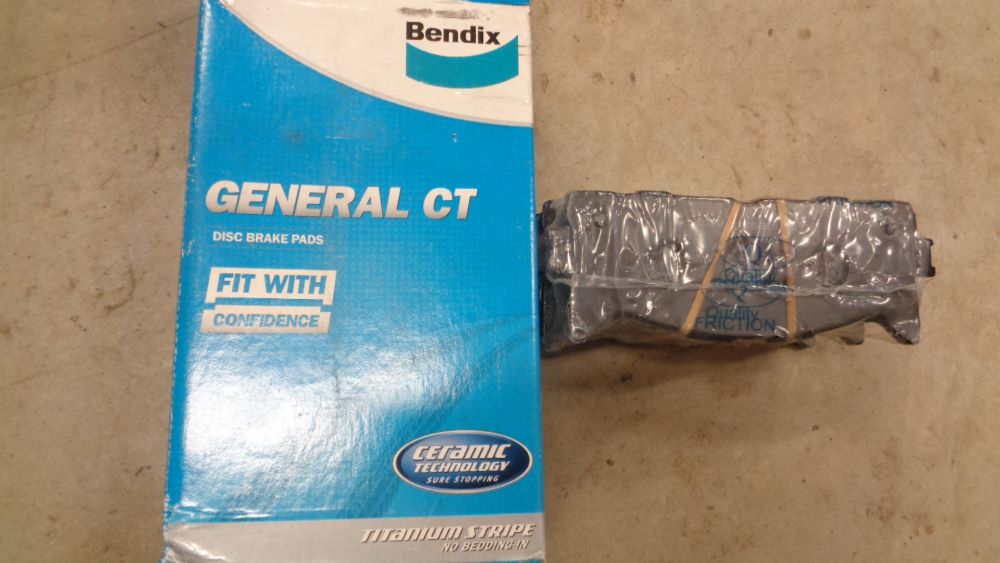 Bendix
GENERAL CT
DISC BRAKE PADS
FIT WITH
CONFIDENCE
CERAMIC
TECHNOLOGY
SURE STOPPING
TITANIUM STRIPE
NO BEDDING-IN
Quality
FRICTION